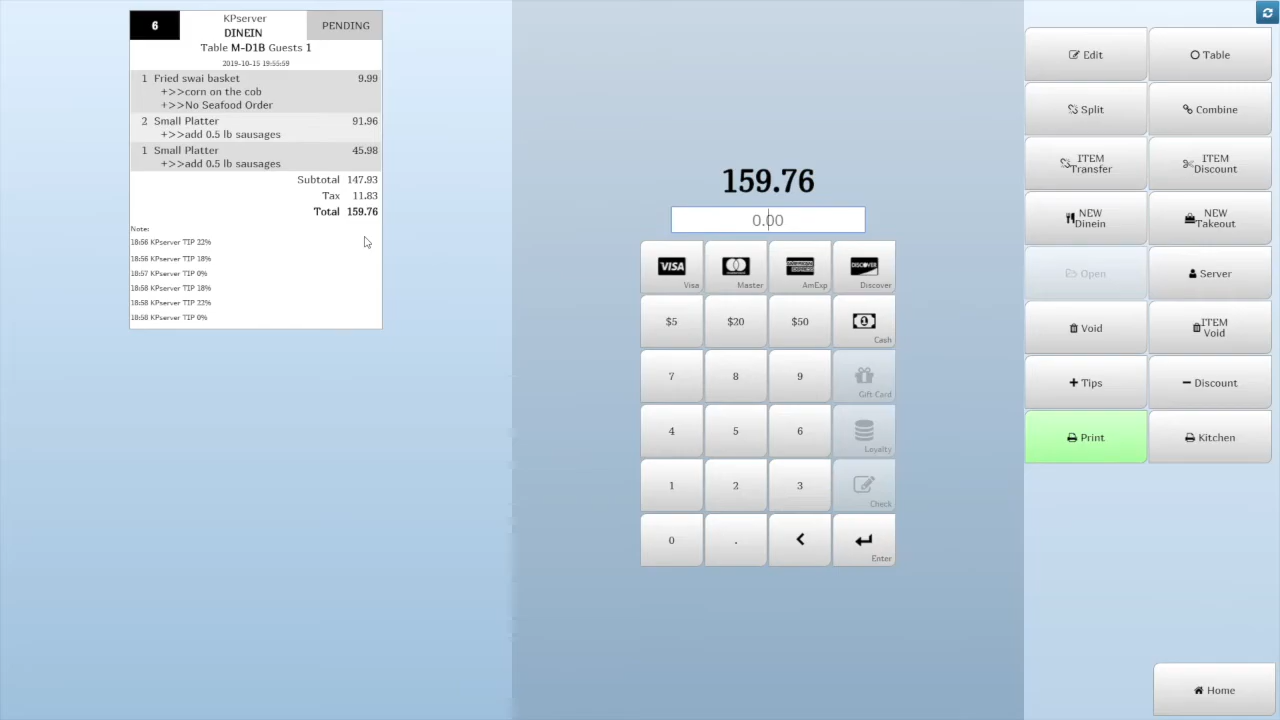 6
KPserver
DINEIN
PENDING
Table M-D1B Guests 1
2019-10-15 19:55:59
1 Fried swai basket 9.99
+>>corn on the cob
+>>No Seafood Order
2 Small Platter 91.96
+>>add 0.5 lb sausages
1 Small Platter 45.98
+>>add 0.5 lb sausages
Subtotal 147.93
Tax 11.83
Total 159.76
Note:
18:56 KPserver TIP 22%
18:56 KPserver TIP 18%
18:57 KPserver TIP 0%
18:58 KPserver TIP 18%
18:58 KPserver TIP 22%
18:58 KPserver TIP 0%
159.76
0.00
VISA Visa
Master
AMERICAN EXPRESS AmExp
DISCOVER Discover
$5
$20
$50
Cash
7
8
9
Gift Card
4
5
6
Loyalty
1
2
3
Check
0
.
<
Enter
Edit
Table
Split
Combine
ITEM
Transfer
ITEM
Discount
NEW
Dinein
NEW
Takeout
Open
Server
Void
ITEM
Void
+ Tips
− Discount
Print
Kitchen
Home